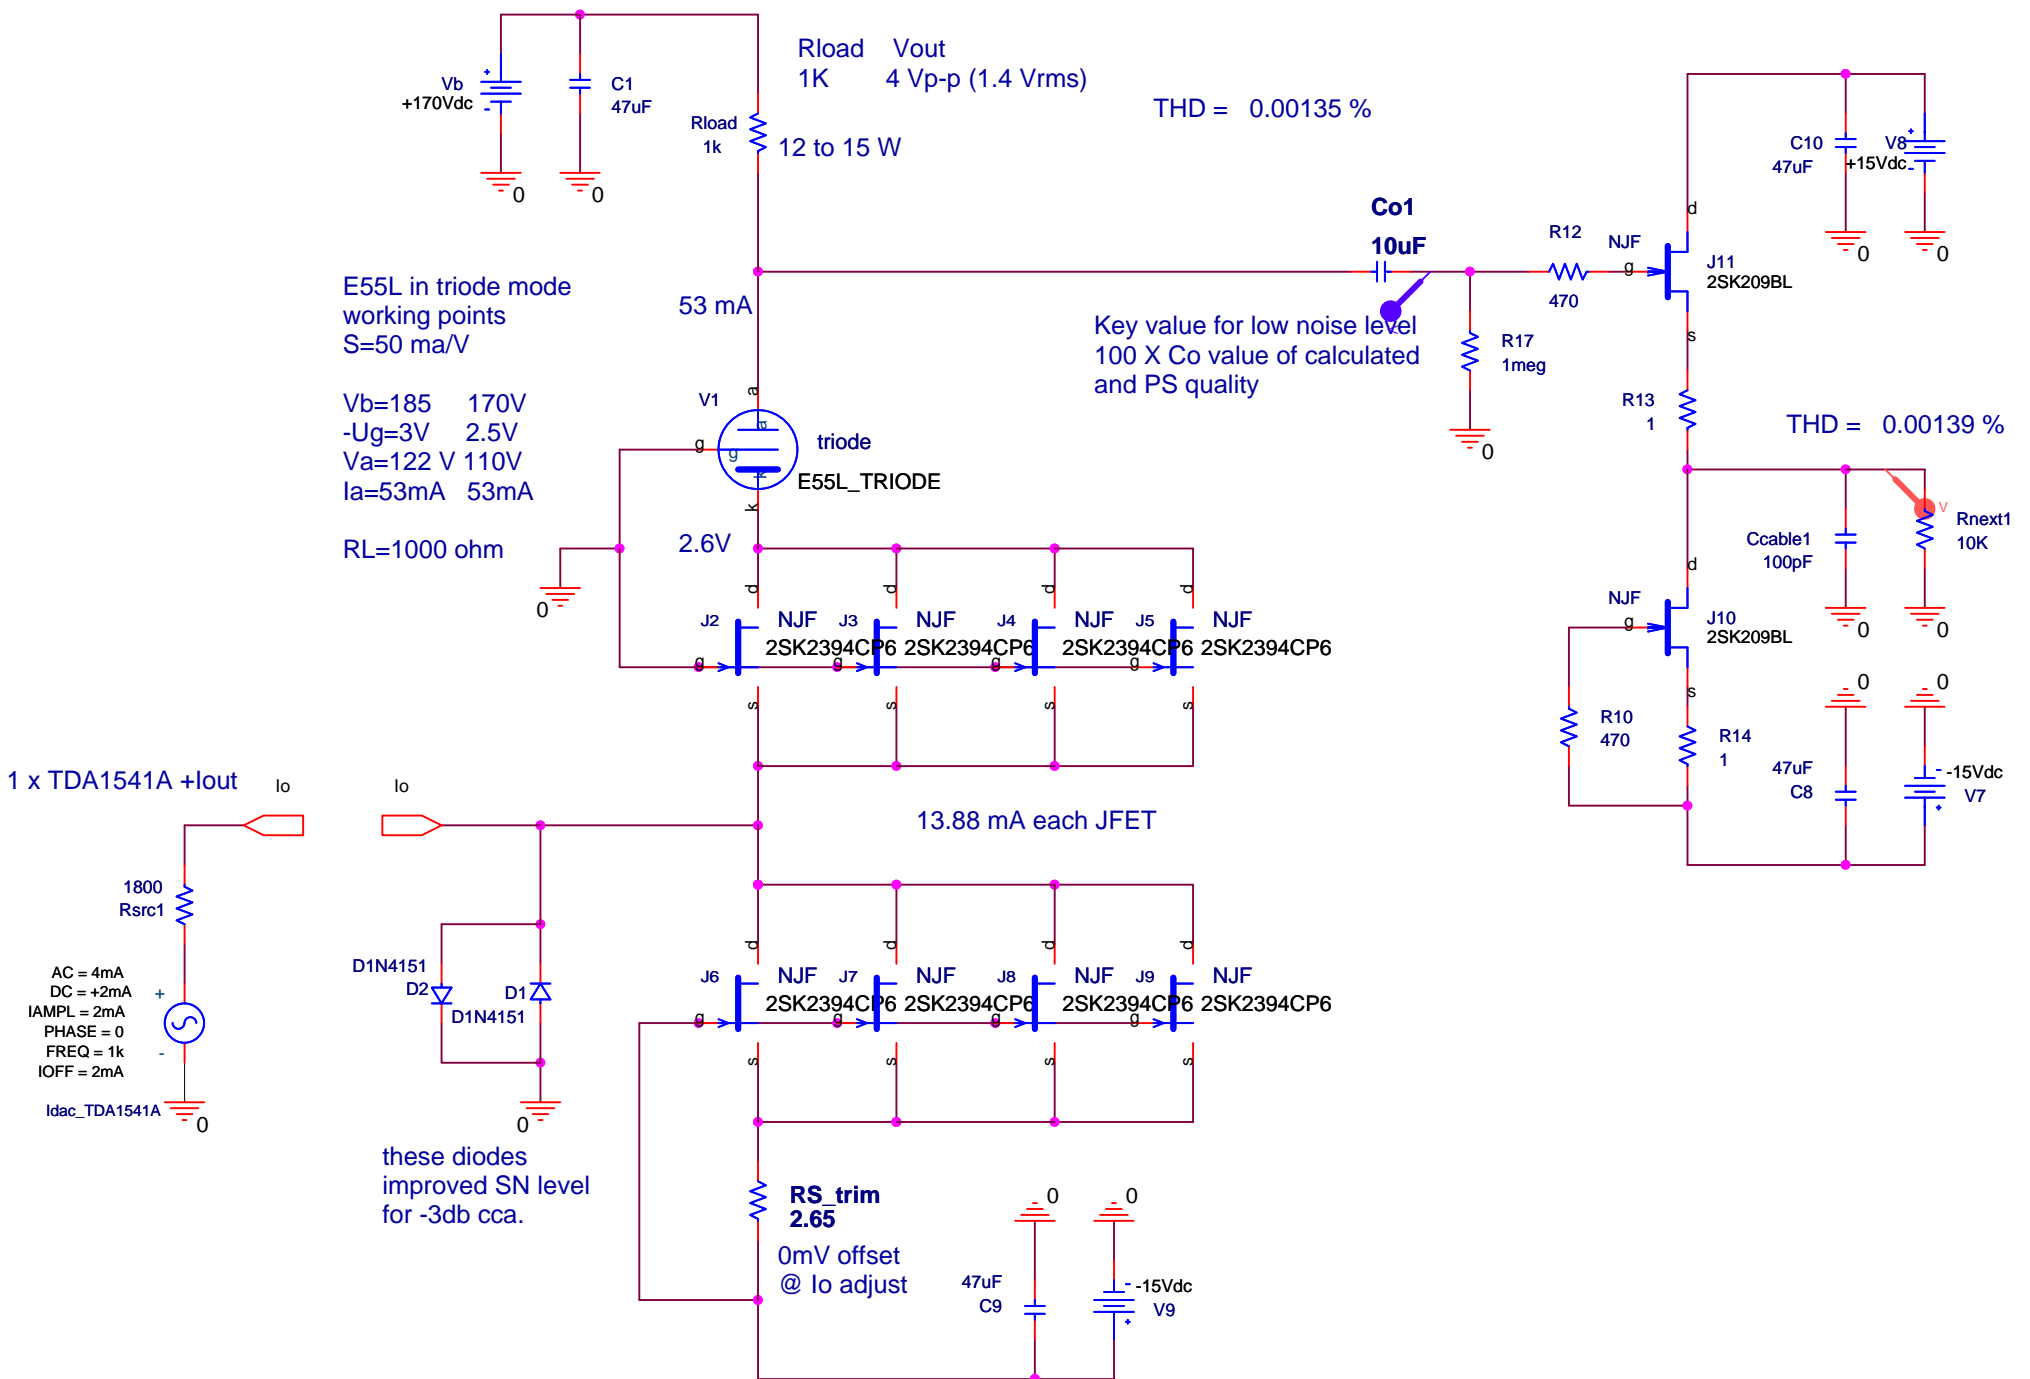 Rload Vout
1K 4 Vp-p (1.4 Vrms)
THD = 0.00135 %
Vb
+170Vdc
+
-
C1
47uF
0
0
Rload
1k
12 to 15 W
C10
47uF
V8
+15Vdc
+
-
0
0
Co1
10uF
R12
470
NJF
d
g
s
J11
2SK209BL
E55L in triode mode
working points
S=50 ma/V
Vb=185 170V
-Ug=3V 2.5V
Va=122 V 110V
Ia=53mA 53mA
RL=1000 ohm
53 mA
Key value for low noise level
100 X Co value of calculated
and PS quality
R17
1meg
0
R13
1
THD = 0.00139 %
V1
a
a
g
g
k
k
triode
E55L_TRIODE
2.6V
0
V
Rnext1
10K
Ccable1
100pF
0
0
J2
NJF
2SK2394CP6
d
g
s
J3
NJF
2SK2394CP6
d
g
s
J4
NJF
2SK2394CP6
d
g
s
J5
NJF
2SK2394CP6
d
g
s
NJF
d
g
s
J10
2SK209BL
R10
470
R14
1
0
0
47uF
C8
-
-15Vdc
V7
+
1 x TDA1541A +Iout
Io
Io
13.88 mA each JFET
1800
Rsrc1
AC = 4mA
DC = +2mA
IAMPL = 2mA
PHASE = 0
FREQ = 1k
IOFF = 2mA
+
-
Idac_TDA1541A
0
D1N4151
D2
D1
D1N4151
0
J6
NJF
2SK2394CP6
d
g
s
J7
NJF
2SK2394CP6
d
g
s
J8
NJF
2SK2394CP6
d
g
s
J9
NJF
2SK2394CP6
d
g
s
these diodes
improved SN level
for -3db cca.
RS_trim
2.65
0mV offset
@ Io adjust
0
0
47uF
C9
-
-15Vdc
V9
+